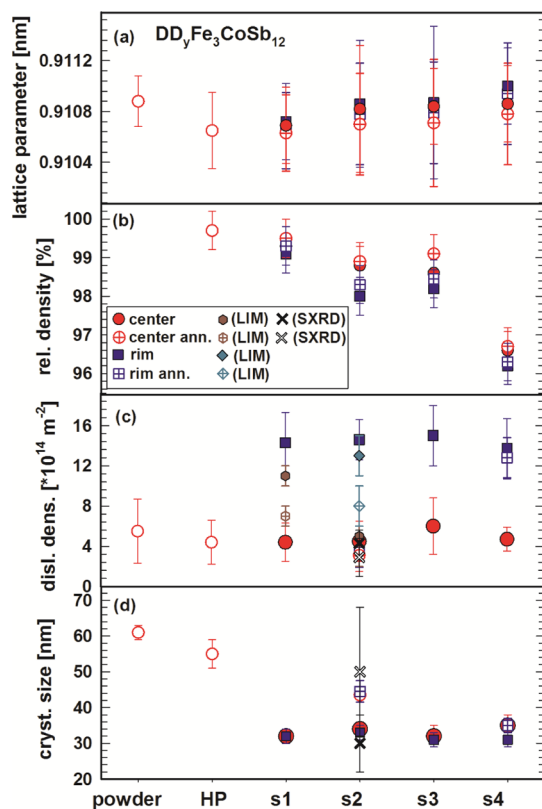 (a) DD_yFe_3CoSb_12
lattice parameter [nm]
0.9112
0.9108
0.9104
(b)
rel. density [%]
100
99
98
97
96
center (LIM) (SXRD)
center ann. (LIM) (SXRD)
rim (LIM)
rim ann. (LIM)
(c)
disl. dens. [*10^14 m^-2]
16
12
8
4
0
(d)
cryst. size [nm]
70
60
50
40
30
20
powder HP s1 s2 s3 s4